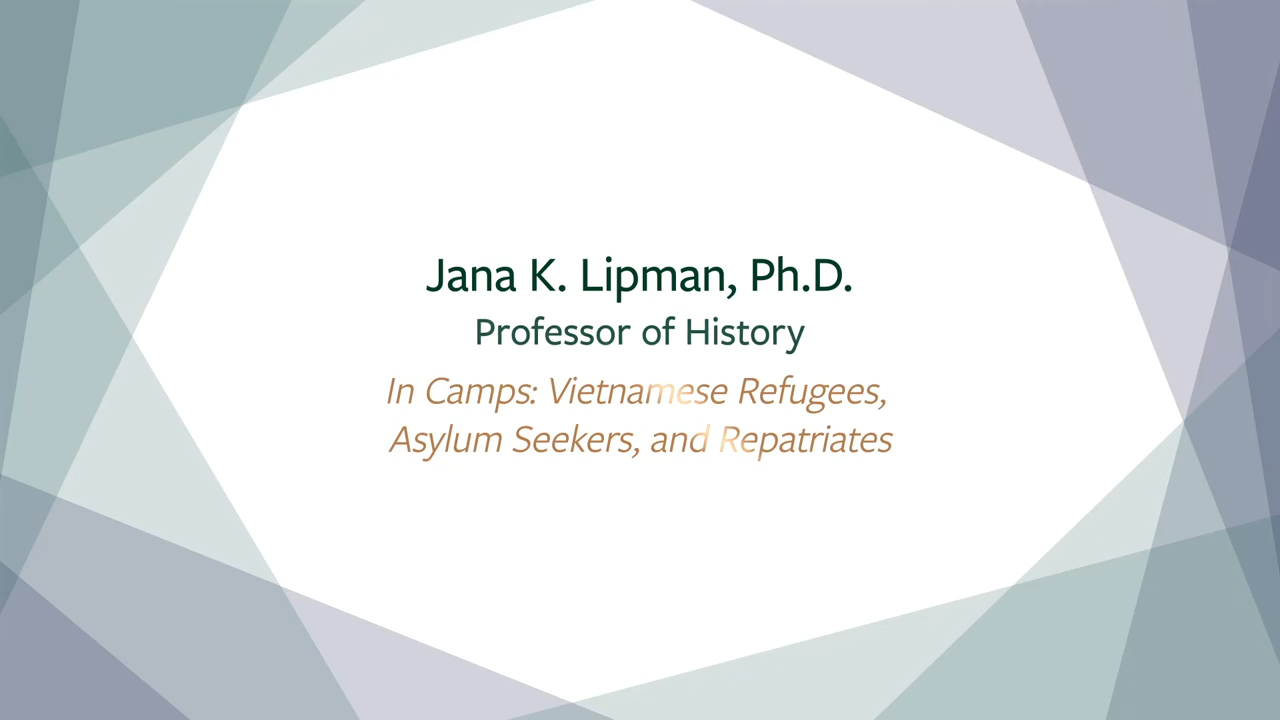 Jana K. Lipman, Ph.D.
Professor of History
In Camps: Vietnamese Refugees,
Asylum Seekers, and Repatriates